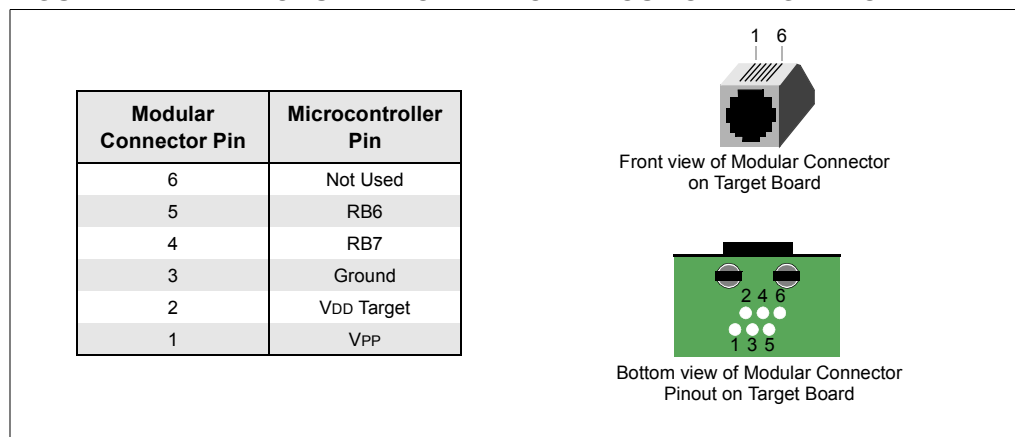 Modular Connector Pin Microcontroller Pin
6 Not Used
5 RB6
4 RB7
3 Ground
2 VDD Target
1 VPP
1 6
Front view of Modular Connector
on Target Board
2 4 6
1 3 5
Bottom view of Modular Connector
Pinout on Target Board